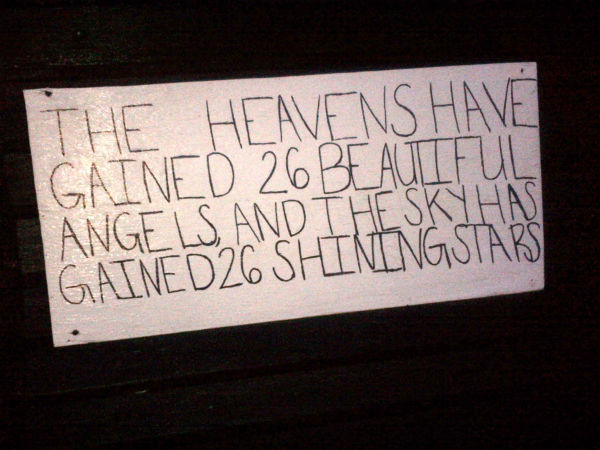 THE HEAVENS HAVE
GAINED 26 BEAUTIFUL
ANGELS, AND THE SKY HAS
GAINED 26 SHINING STARS